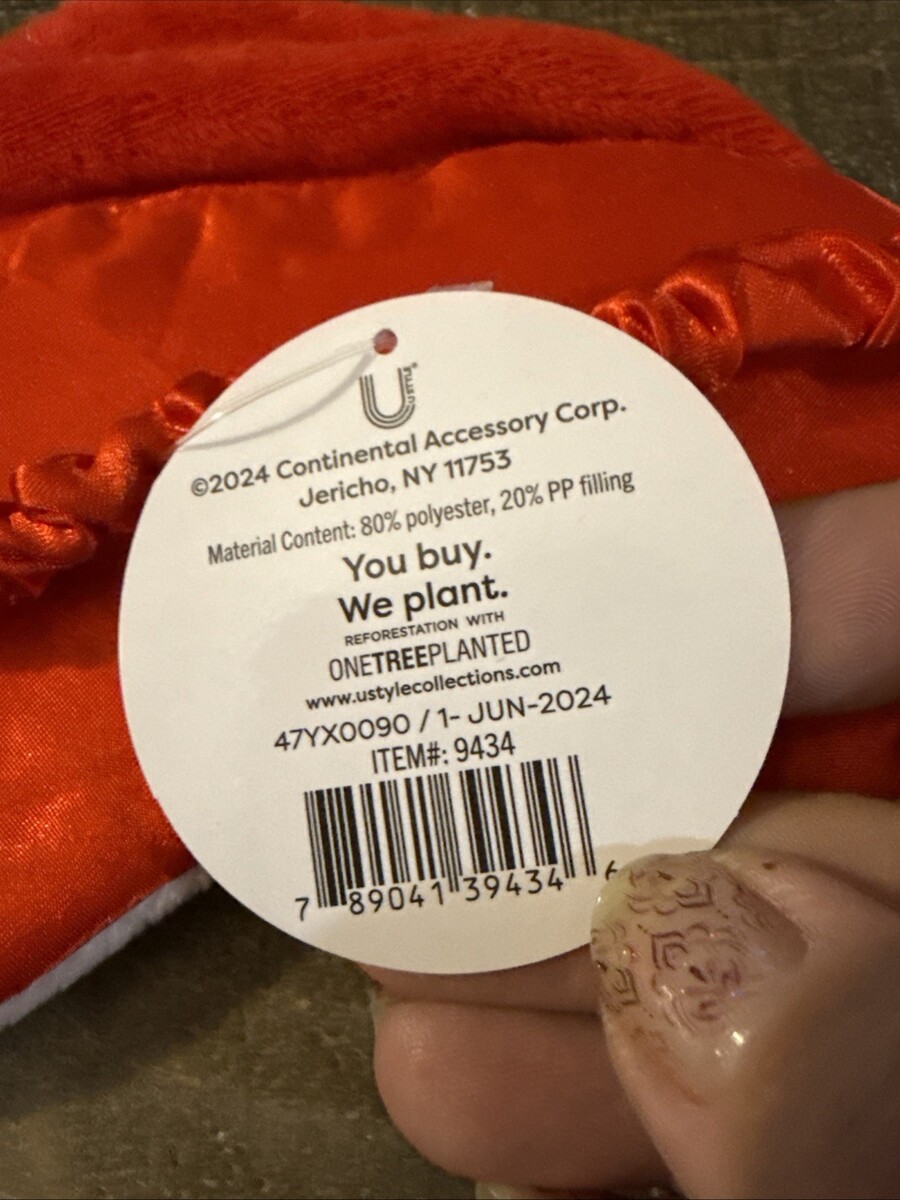 USTYLE®
©2024 Continental Accessory Corp.
Jericho, NY 11753
Material Content: 80% polyester, 20% PP filling
You buy.
We plant.
REFORESTATION WITH
ONETREEPLANTED
www.ustylecollections.com
47YX0090 / 1- JUN-2024
ITEM#: 9434
7 89041 39434 6